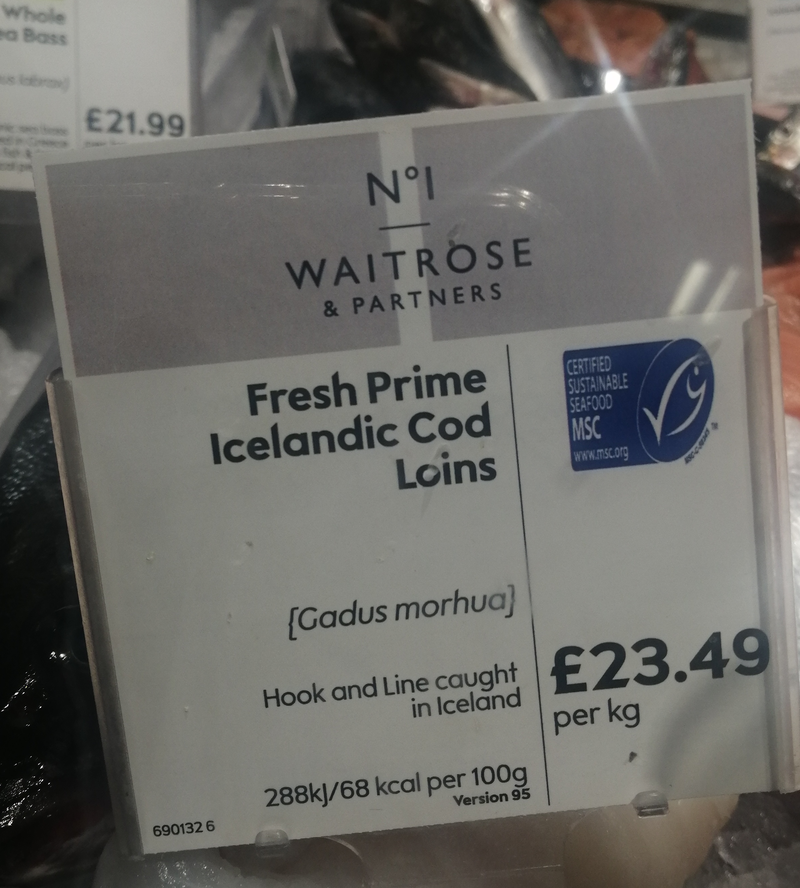 Whole
Bass
£21.99
N°1
WAITROSE
& PARTNERS
Fresh Prime
Icelandic Cod
Loins
CERTIFIED
SUSTAINABLE
SEAFOOD
MSC
www.msc.org
TM
[Gadus morhua]
Hook and Line caught
in Iceland
£23.49
per kg
288kJ/68 kcal per 100g
Version 95
690132 6